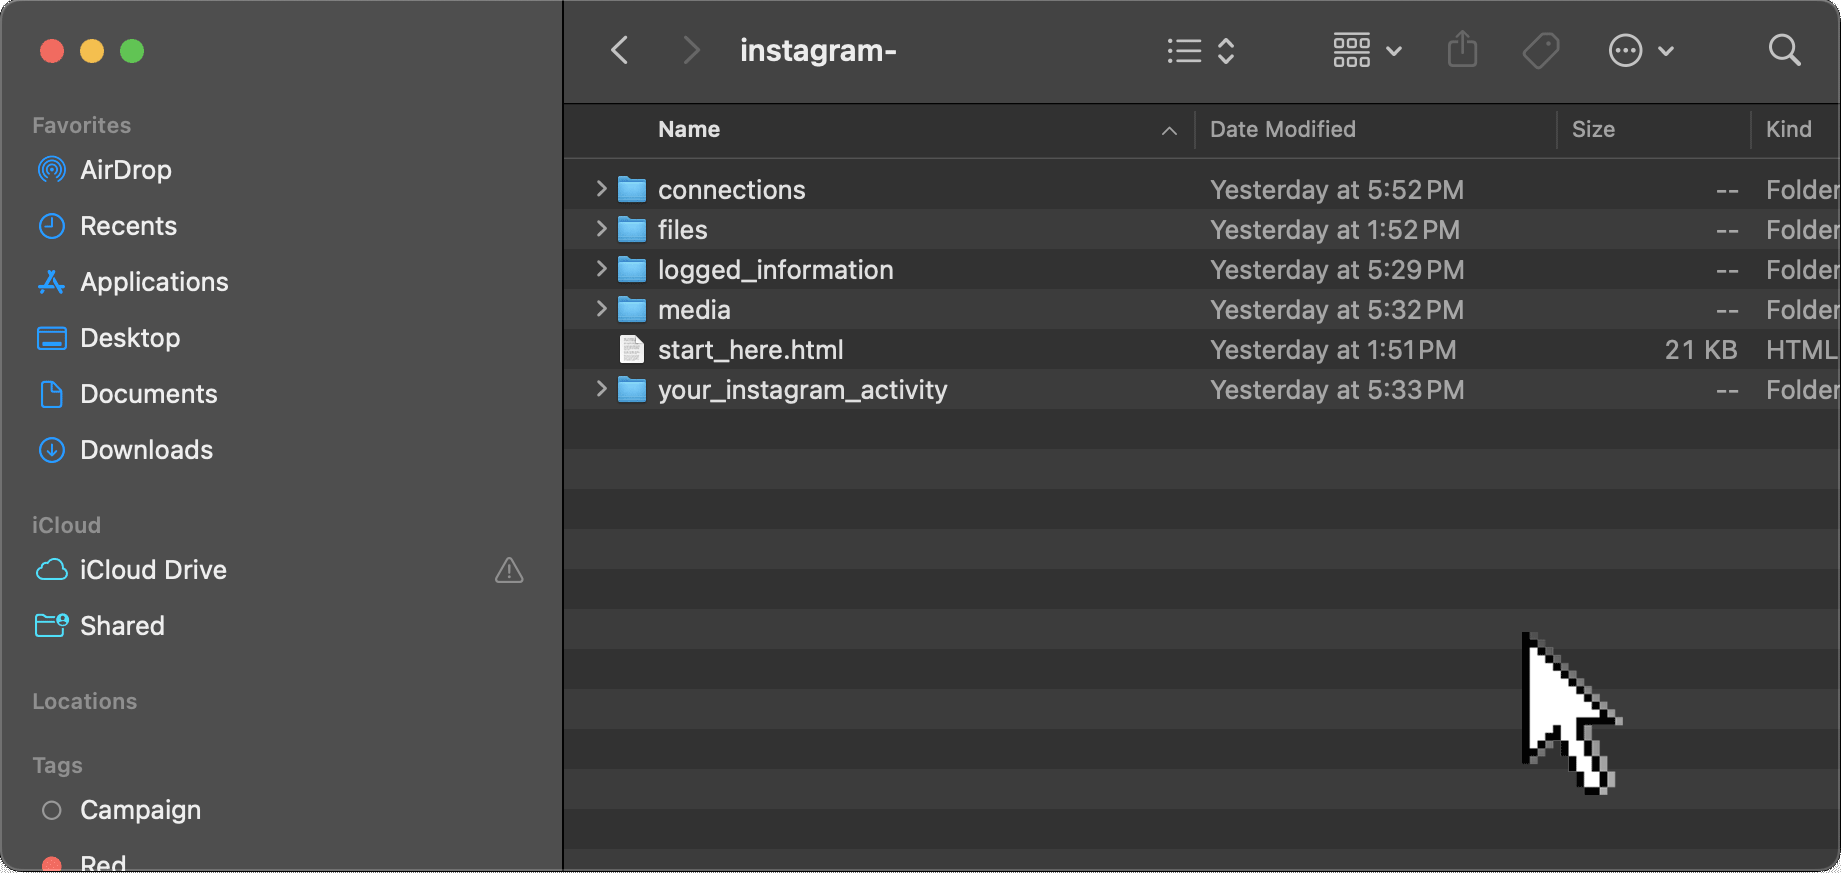 instagram-
Favorites
AirDrop
Recents
Applications
Desktop
Documents
Downloads
iCloud
iCloud Drive
Shared
Locations
Tags
Campaign
Red
Name Date Modified Size Kind
connections Yesterday at 5:52 PM -- Folder
files Yesterday at 1:52 PM -- Folder
logged_information Yesterday at 5:29 PM -- Folder
media Yesterday at 5:32 PM -- Folder
start_here.html Yesterday at 1:51 PM 21 KB HTML
your_instagram_activity Yesterday at 5:33 PM -- Folder